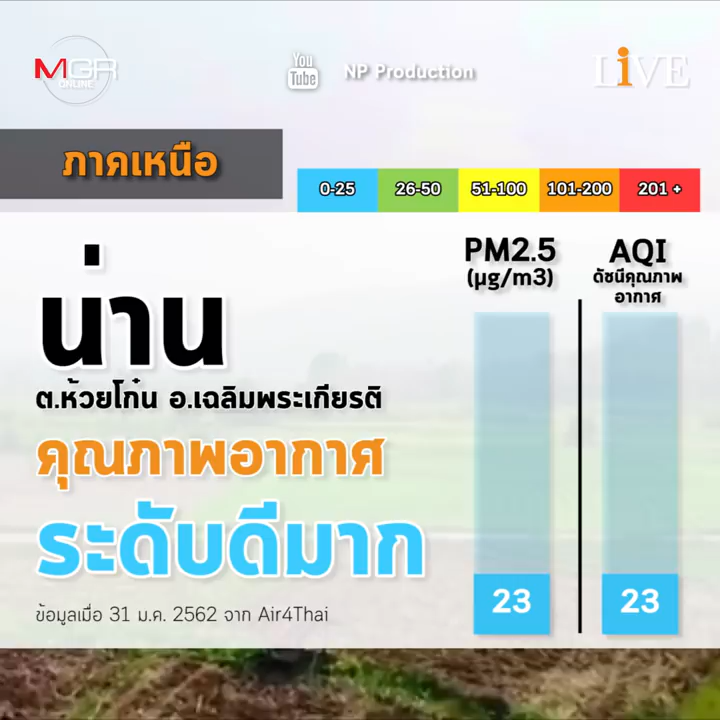 MGR
ONLINE
You
Tube
NP Production
LiVE
ภาคเหนือ
0-25 26-50 51-100 101-200 201 +
PM2.5
(µg/m3)
AQI
ดัชนีคุณภาพ
อากาศ
น่าน
ต.ห้วยโก๋น อ.เฉลิมพระเกียรติ
คุณภาพอากาศ
ระดับดีมาก
23 23
ข้อมูลเมื่อ 31 ม.ค. 2562 จาก Air4Thai